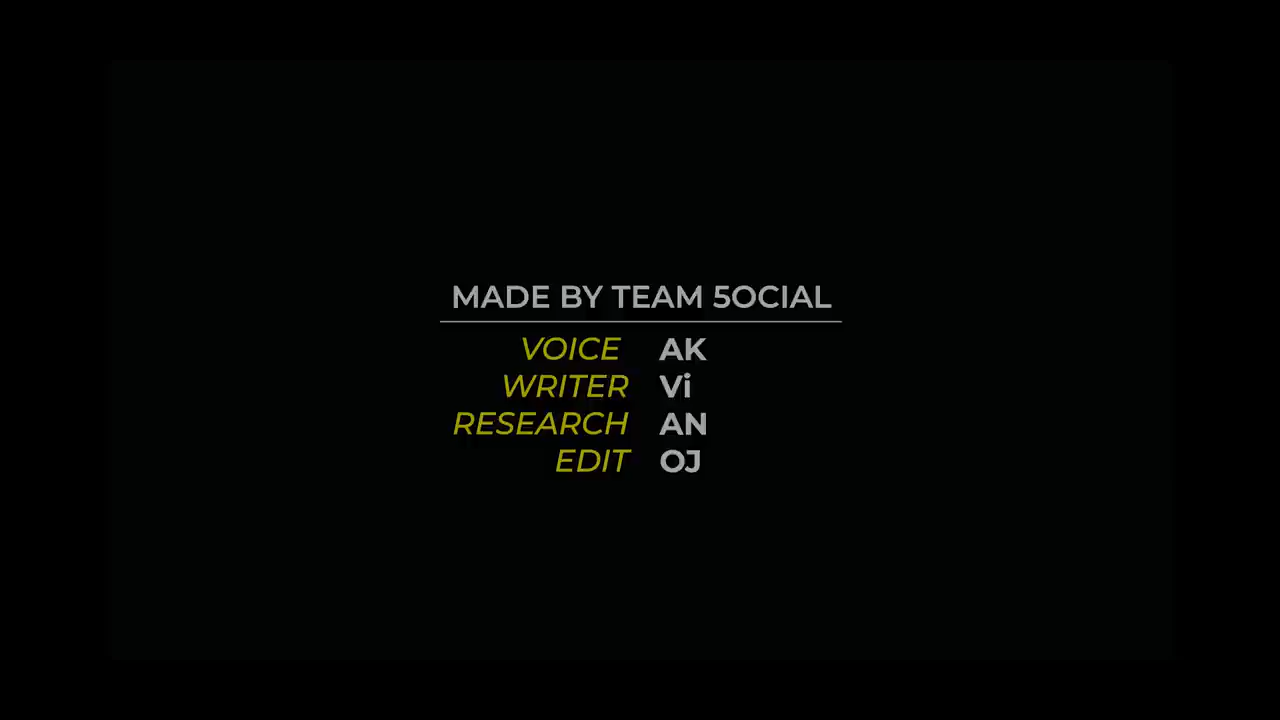 MADE BY TEAM 5OCIAL
VOICE AK
WRITER Vi
RESEARCH AN
EDIT OJ